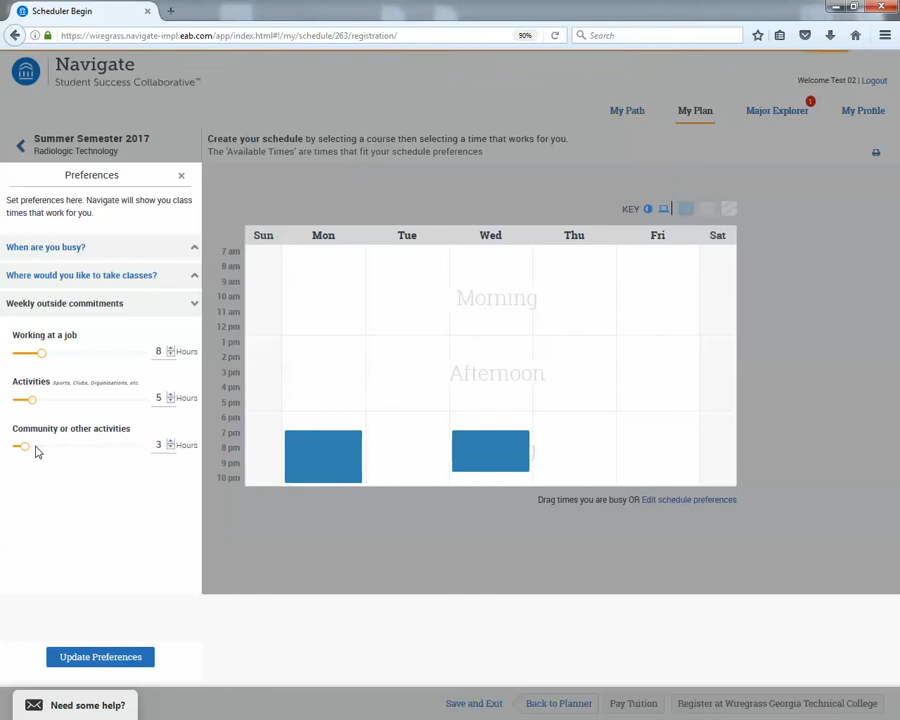 Scheduler Begin
https://wiregrass.navigate-impl.eab.com/app/index.html#!/my/schedule/263/registration/
90%
Search
Navigate
Student Success Collaborative™
Welcome Test 02 | Logout
My Path
My Plan
Major Explorer
1
My Profile
Summer Semester 2017
Radiologic Technology
Create your schedule by selecting a course then selecting a time that works for you.
The 'Available Times' are times that fit your schedule preferences
Preferences
Set preferences here. Navigate will show you class
times that work for you.
When are you busy?
Where would you like to take classes?
Weekly outside commitments
Working at a job
8 Hours
Activities Sports, Clubs, Organizations, etc
5 Hours
Community or other activities
3 Hours
Update Preferences
KEY
Sun Mon Tue Wed Thu Fri Sat
7 am
8 am
9 am
10 am
11 am
12 pm
1 pm
2 pm
3 pm
4 pm
5 pm
6 pm
7 pm
8 pm
9 pm
10 pm
Morning
Afternoon
Drag times you are busy OR Edit schedule preferences
Need some help?
Save and Exit
Back to Planner
Pay Tuition
Register at Wiregrass Georgia Technical College